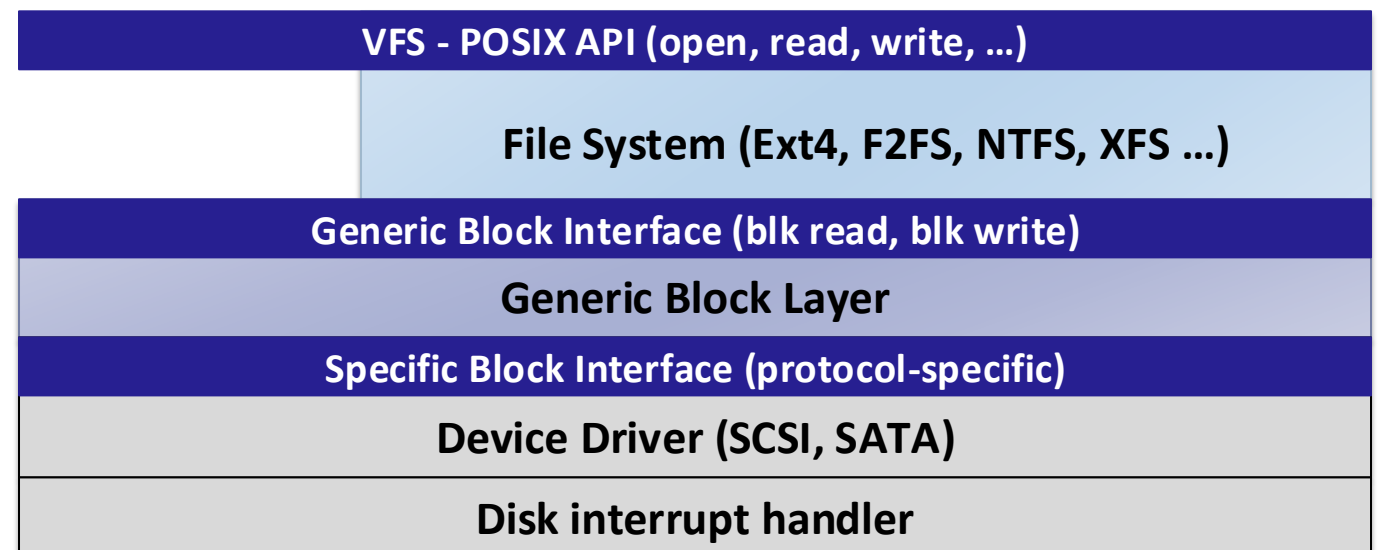 VFS - POSIX API (open, read, write, …)
File System (Ext4, F2FS, NTFS, XFS …)
Generic Block Interface (blk read, blk write)
Generic Block Layer
Specific Block Interface (protocol-specific)
Device Driver (SCSI, SATA)
Disk interrupt handler